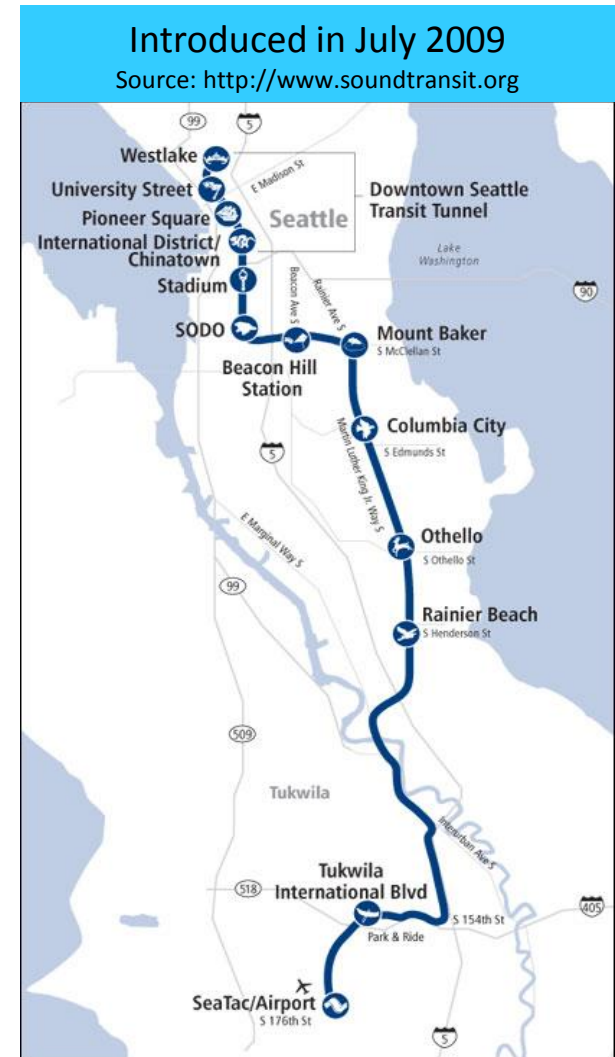 Introduced in July 2009
Source: http://www.soundtransit.org
99
5
Westlake
E Madison St
University Street
Downtown Seattle
Transit Tunnel
Pioneer Square
Seattle
International District/
Chinatown
Lake
Washington
Stadium
Beacon Ave S
Rainier Ave S
90
SODO
Mount Baker
S McClellan St
Beacon Hill
Station
Columbia City
S Edmunds St
5
Martin Luther King Jr. Way S
E Marginal Way S
Othello
S Othello St
99
Rainier Beach
S Henderson St
509
Tukwila
Interurban Ave S
Tukwila
International Blvd
518
405
S 154th St
Park & Ride
SeaTac/Airport
S 176th St
5